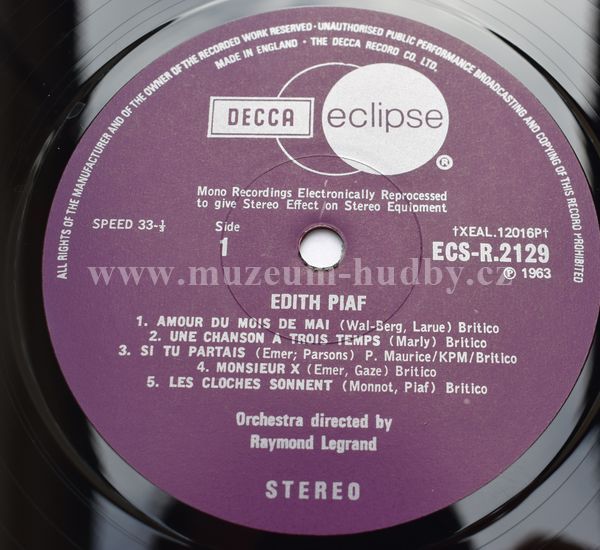 ALL RIGHTS OF THE MANUFACTURER AND OF THE OWNER OF THE RECORDED WORK RESERVED · UNAUTHORISED PUBLIC PERFORMANCE BROADCASTING AND COPYING OF THIS RECORD PROHIBITED
MADE IN ENGLAND · THE DECCA RECORD CO. LTD.
DECCA eclipse ®
Mono Recordings Electronically Reprocessed
to give Stereo Effect on Stereo Equipment
SPEED 33-⅓
Side
1
†XEAL.12016P†
ECS-R.2129
℗ 1963
www.muzeum-hudby.cz
EDITH PIAF
1. AMOUR DU MOIS DE MAI (Wal-Berg, Larue) Britico
2. UNE CHANSON À TROIS TEMPS (Marly) Britico
3. SI TU PARTAIS (Emer; Parsons) P. Maurice/KPM/Britico
4. MONSIEUR X (Emer, Gaze) Britico
5. LES CLOCHES SONNENT (Monnot, Piaf) Britico
Orchestra directed by
Raymond Legrand
STEREO